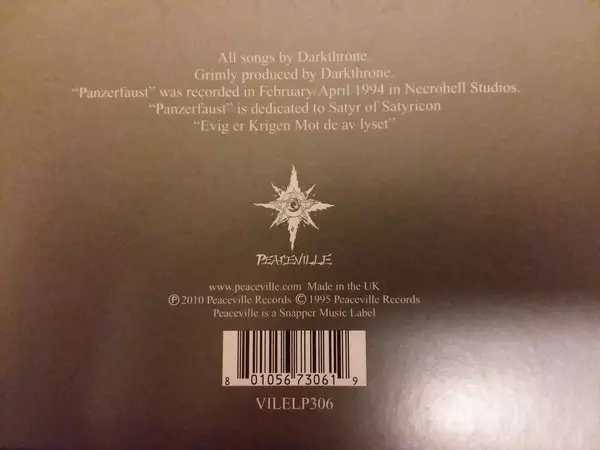 All songs by Darkthrone.
Grimly produced by Darkthrone.
“Panzerfaust” was recorded in February/April 1994 in Necrohell Studios.
“Panzerfaust” is dedicated to Satyr of Satyricon
“Evig er Krigen Mot de av lyset”
PEACEVILLE
www.peaceville.com Made in the UK
℗ 2010 Peaceville Records © 1995 Peaceville Records
Peaceville is a Snapper Music Label
8 01056 73061 9
VILELP306